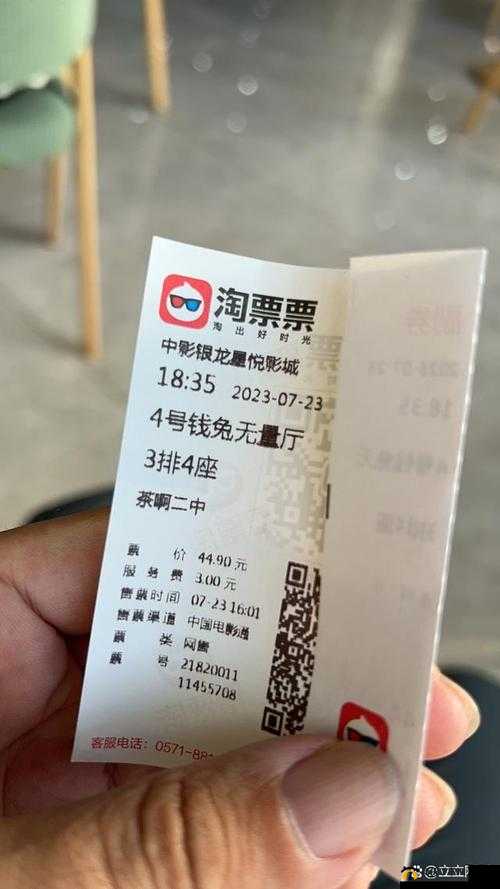 淘票票
淘出好时光
中影银龙星悦影城
18:35 2023-07-23
4号钱兔无量厅
3排4座
茶啊二中
票 价 44.90元
服务费 3.00元
售票时间 07-23 16:01
售票渠道 中国电影通
票 类 网售
票 号 21820011
11455708
客服电话：0571-881